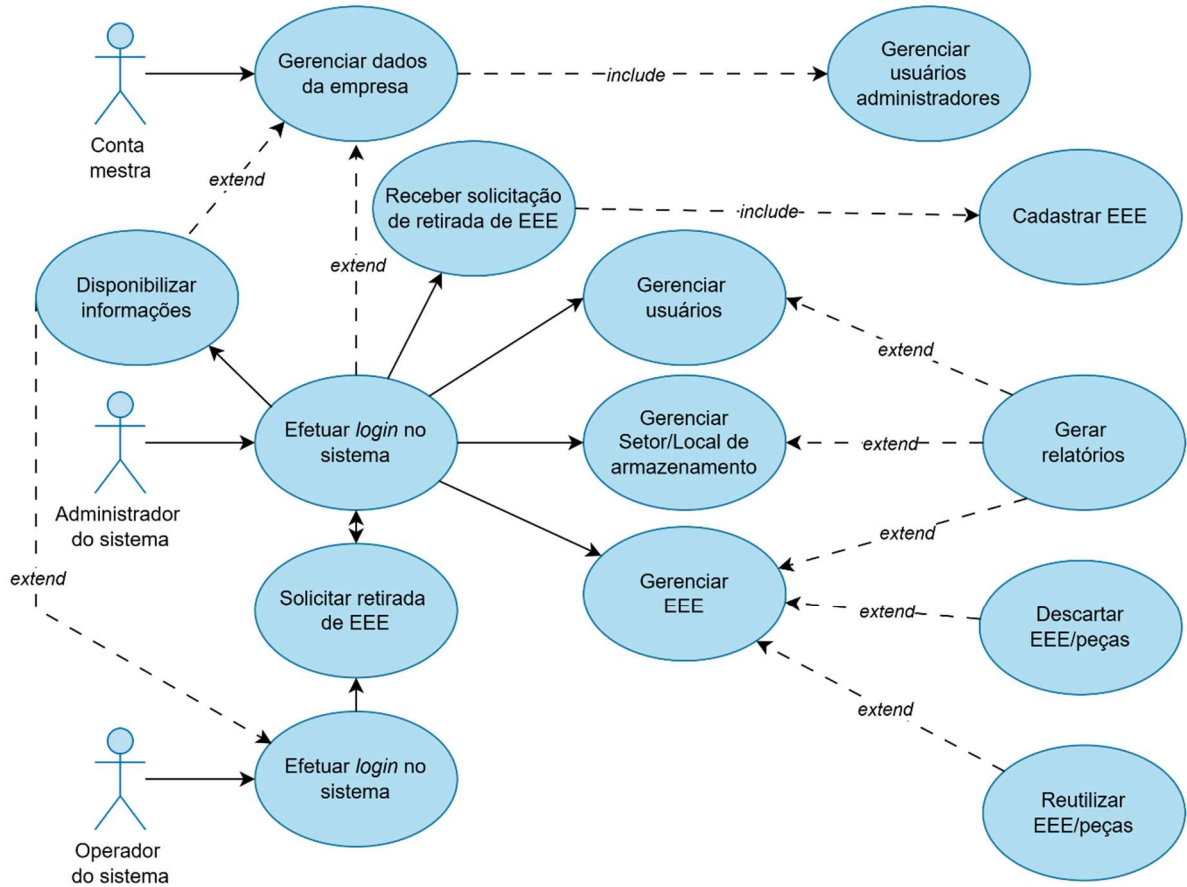 Gerenciar dados
da empresa
include
Gerenciar
usuários
administradores
Conta
mestra
extend
Receber solicitação
de retirada de EEE
include
Cadastrar EEE
extend
Disponibilizar
informações
Gerenciar
usuários
extend
Administrador
do sistema
Efetuar login no
sistema
Gerenciar
Setor/Local de
armazenamento
extend
Gerar
relatórios
extend
extend
Solicitar retirada
de EEE
Gerenciar
EEE
extend
Descartar
EEE/peças
extend
Operador
do sistema
Efetuar login no
sistema
Reutilizar
EEE/peças